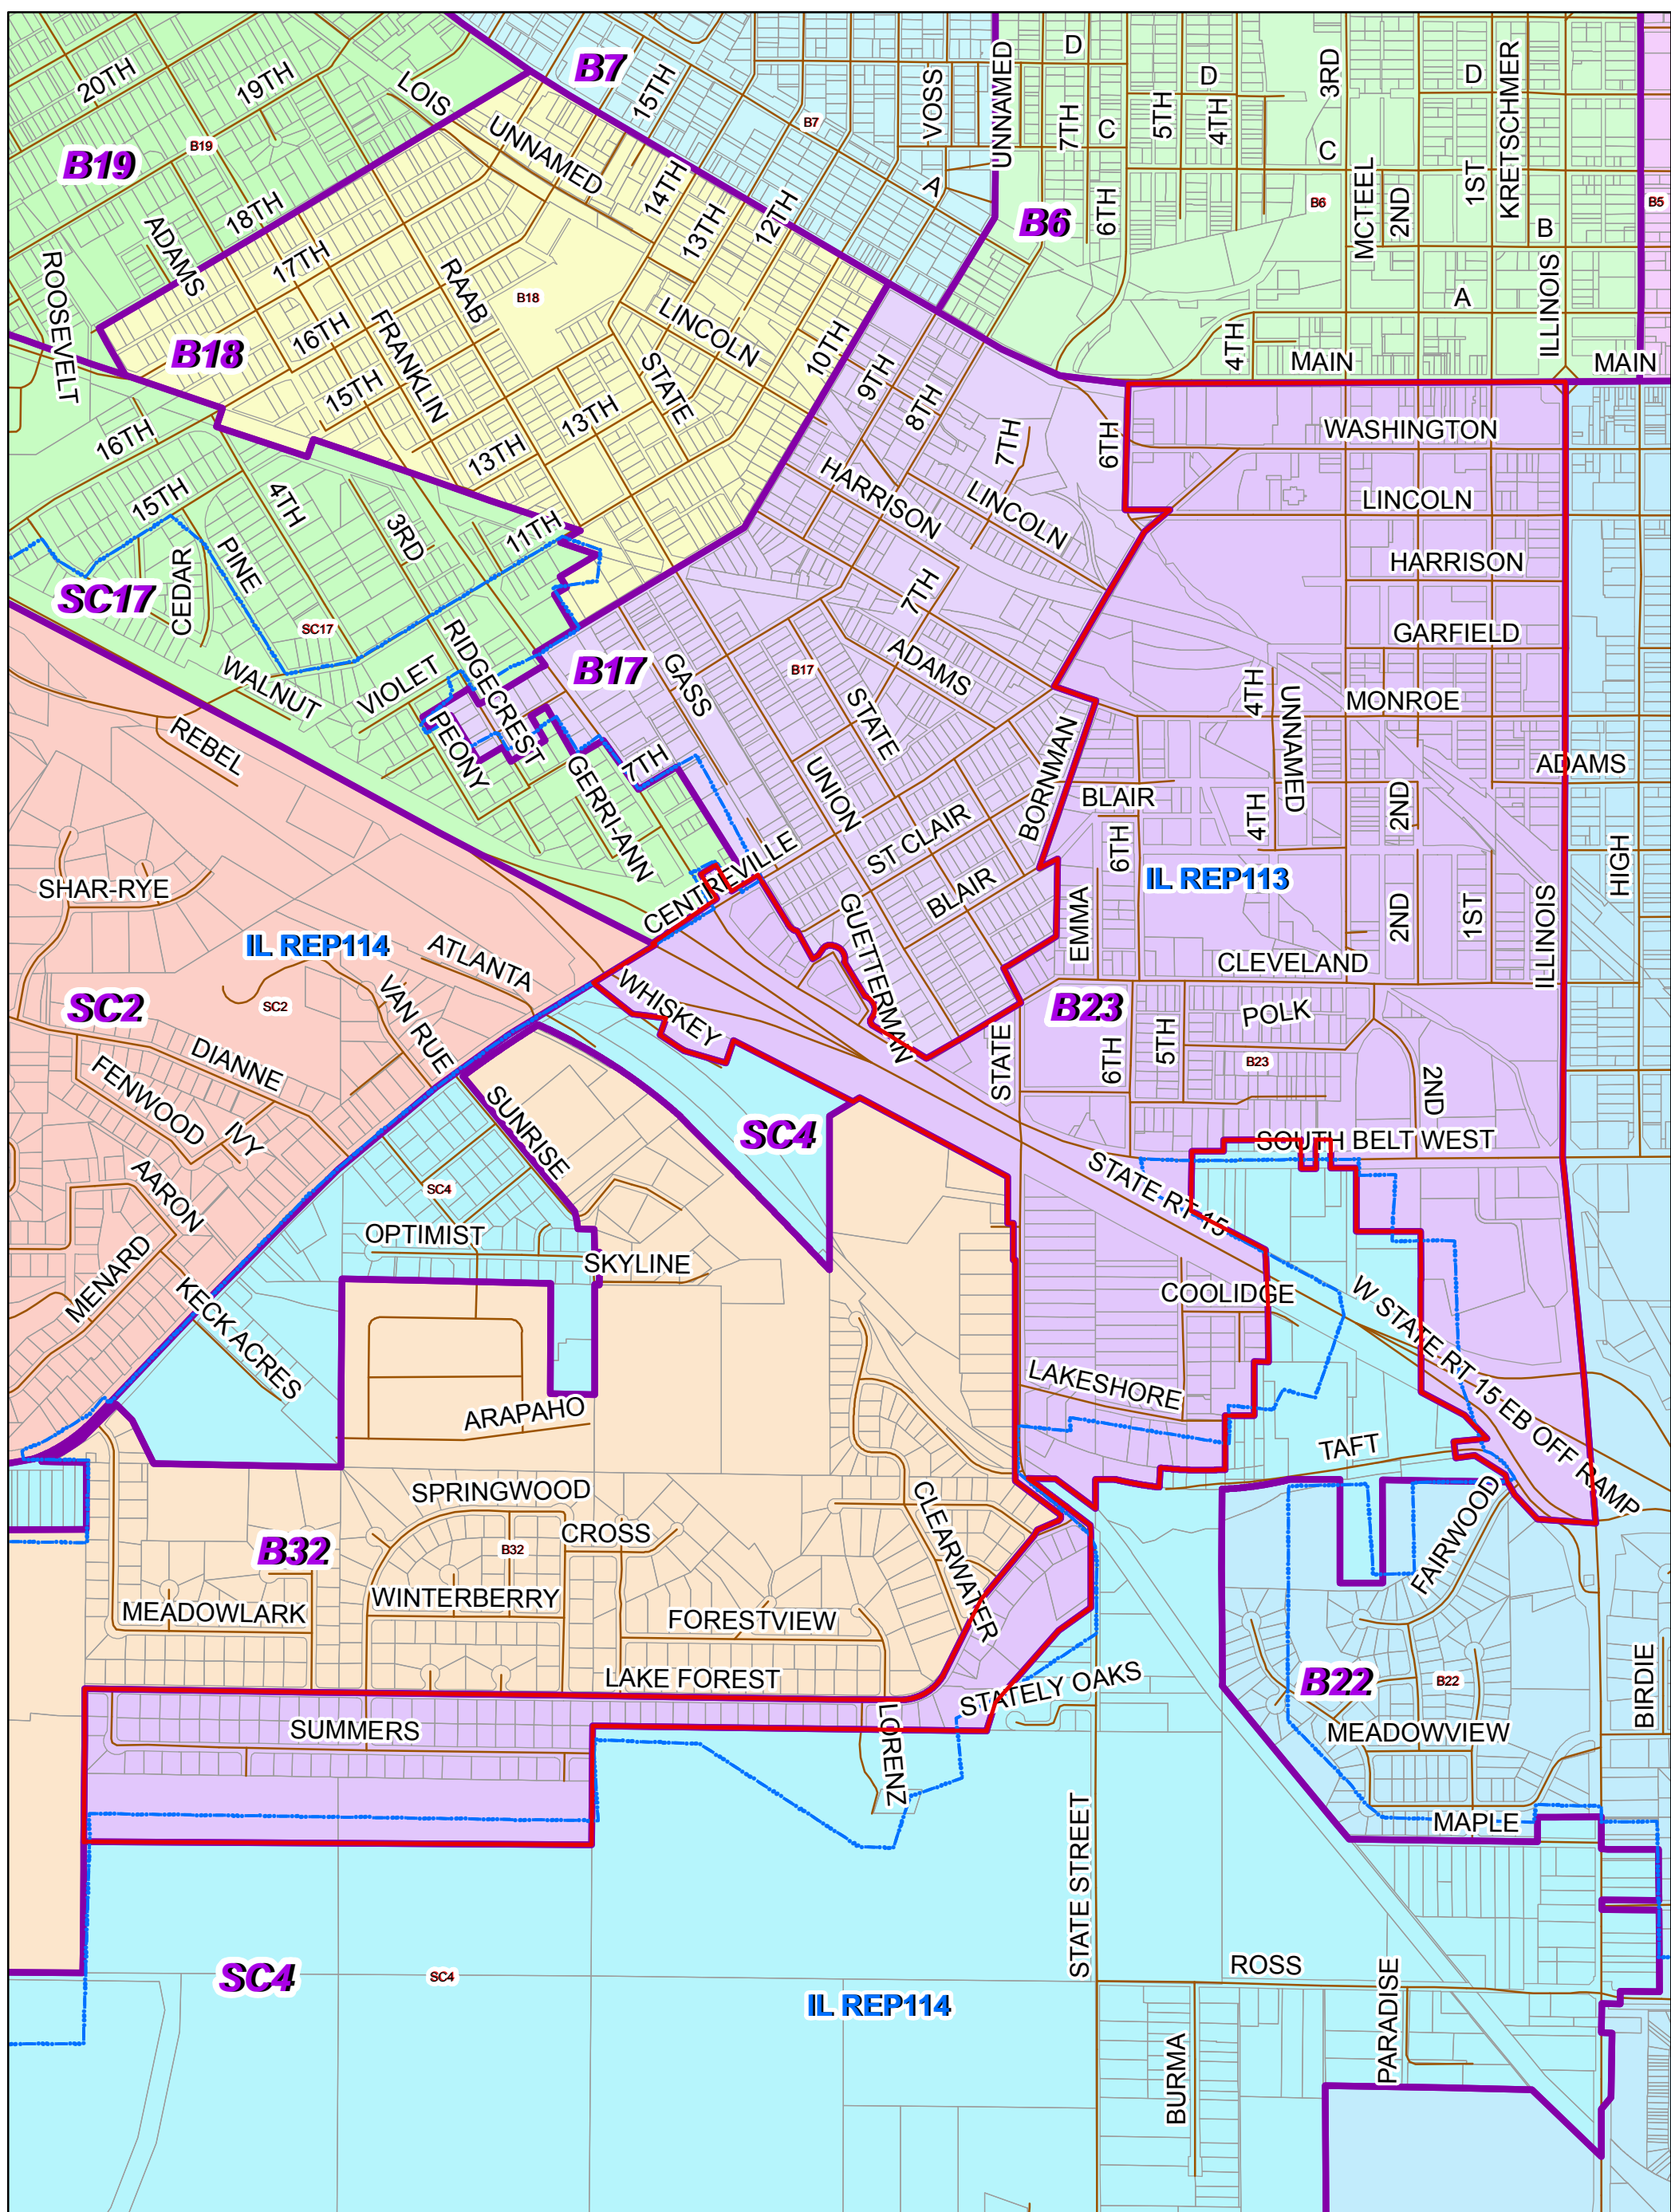 B7
UNNAMED
D
3RD
D
KRETSCHMER
20TH
19TH
LOIS
15TH
VOSS
D
5TH
4TH
7TH
C
B7
B19
B19
UNNAMED
C
14TH
A
MCTEEL
2ND
1ST
B6
B5
18TH
ADAMS
13TH
12TH
B6
6TH
B
ROOSEVELT
17TH
RAAB
B18
A
ILLINOIS
16TH
FRANKLIN
LINCOLN
10TH
4TH
B18
STATE
9TH
MAIN
MAIN
15TH
8TH
13TH
16TH
13TH
7TH
6TH
WASHINGTON
HARRISON
LINCOLN
LINCOLN
15TH
4TH
3RD
11TH
PINE
HARRISON
CEDAR
SC17
7TH
SC17
RIDGECREST
GARFIELD
B17
B17
GASS
ADAMS
WALNUT
VIOLET
4TH
UNNAMED
MONROE
STATE
REBEL
PEONY
7TH
BORNMAN
ADAMS
GERRI-ANN
UNION
BLAIR
4TH
2ND
6TH
ST CLAIR
HIGH
CENTREVILLE
IL REP113
SHAR-RYE
BLAIR
GUETTERMAN
EMMA
2ND
1ST
ILLINOIS
IL REP114
ATLANTA
CLEVELAND
SC2
SC2
VAN RUE
WHISKEY
B23
POLK
5TH
DIANNE
STATE
6TH
B23
2ND
FENWOOD
IVY
SUNRISE
SC4
SOUTH BELT WEST
AARON
SC4
STATE RT 15
OPTIMIST
SKYLINE
MENARD
KECK ACRES
COOLIDGE
W STATE RT 15 EB OFF RAMP
LAKESHORE
ARAPAHO
TAFT
SPRINGWOOD
CLEARWATER
CROSS
FAIRWOOD
B32
B32
WINTERBERRY
MEADOWLARK
FORESTVIEW
LAKE FOREST
STATELY OAKS
B22
B22
BIRDIE
SUMMERS
LORENZ
MEADOWVIEW
MAPLE
STATE STREET
ROSS
SC4
SC4
IL REP114
PARADISE
BURMA